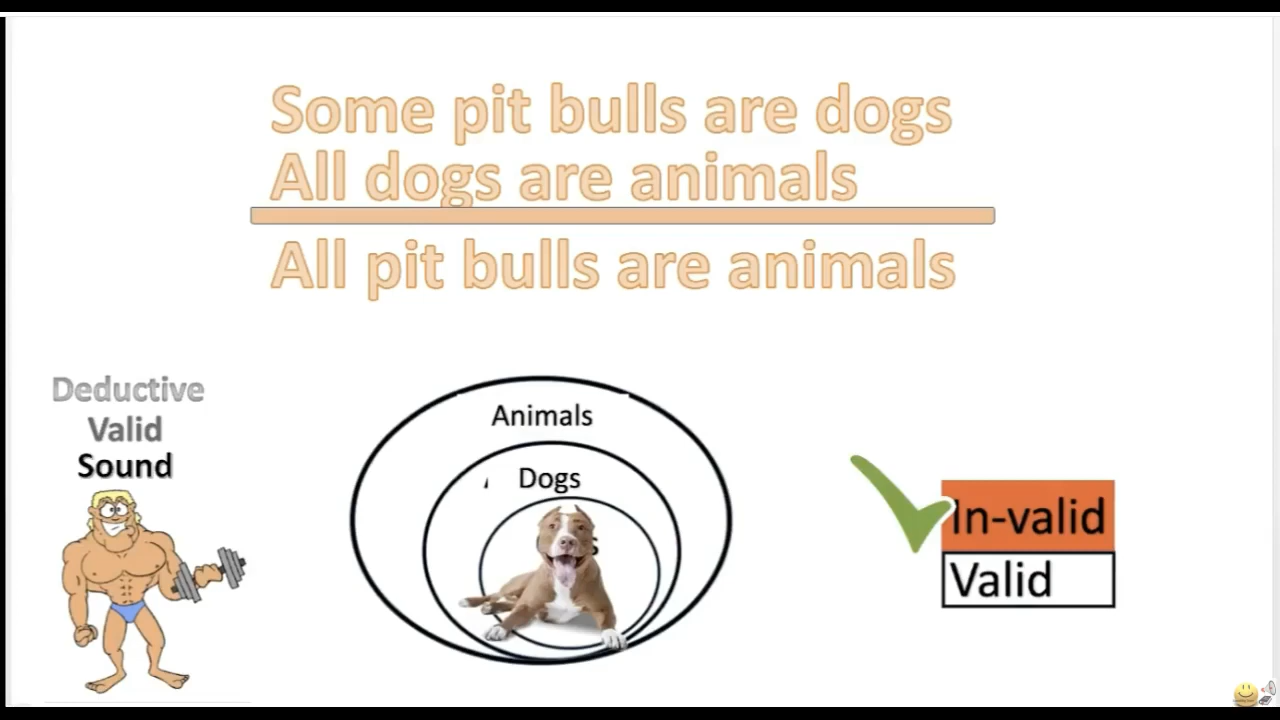 Some pit bulls are dogs
All dogs are animals
All pit bulls are animals
Deductive
Valid
Sound
Animals
Dogs
In-valid
Valid